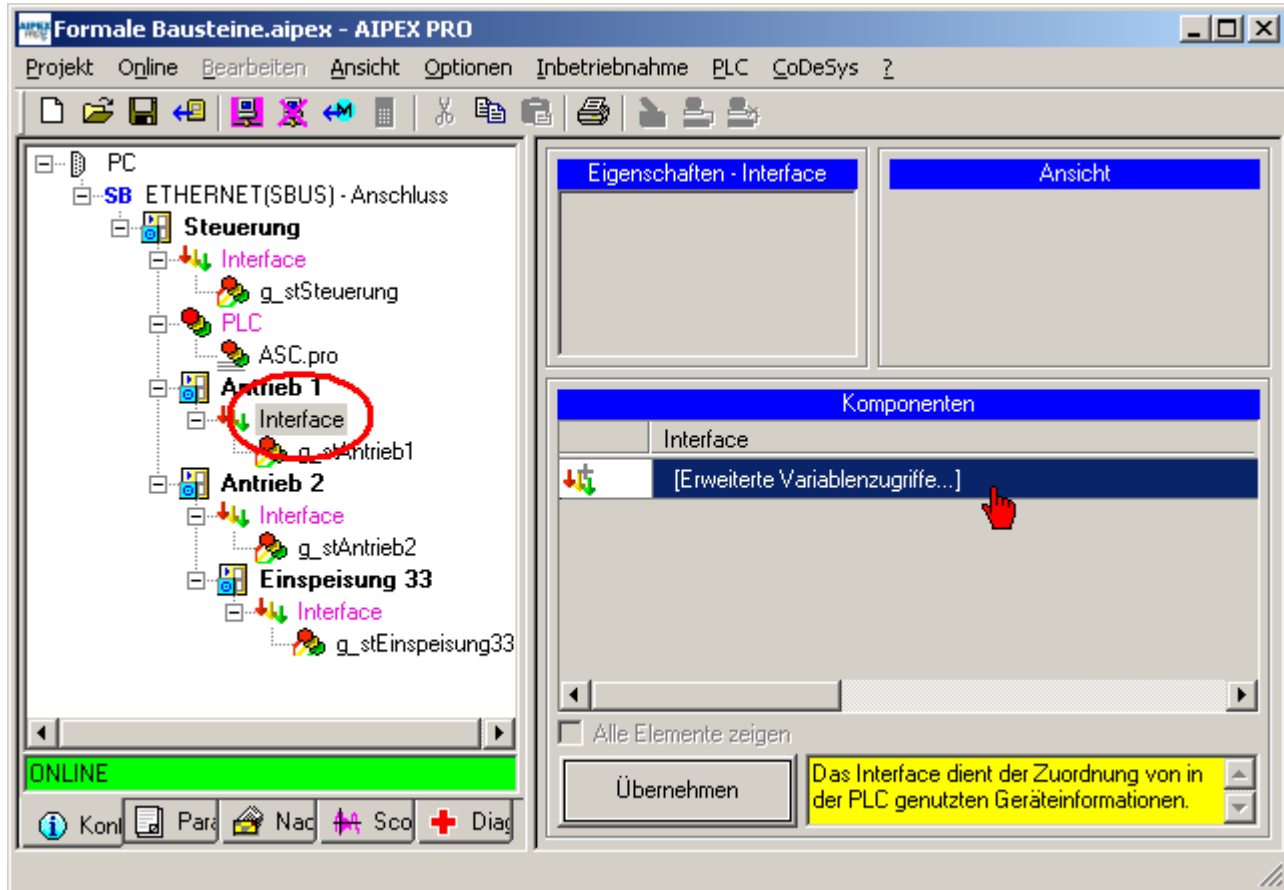 Formale Bausteine.aipex - AIPEX PRO
Projekt Online Bearbeiten Ansicht Optionen Inbetriebnahme PLC CoDeSys ?
PC
SB ETHERNET(SBUS) - Anschluss
Steuerung
Interface
g_stSteuerung
PLC
ASC.pro
Antrieb 1
Interface
g_stAntrieb1
Antrieb 2
Interface
g_stAntrieb2
Einspeisung 33
Interface
g_stEinspeisung33
ONLINE
Konf Para Nac Sco Diag
Eigenschaften - Interface
Ansicht
Komponenten
Interface
[Erweiterte Variablenzugriffe...]
Alle Elemente zeigen
Übernehmen
Das Interface dient der Zuordnung von in
der PLC genutzten Geräteinformationen.